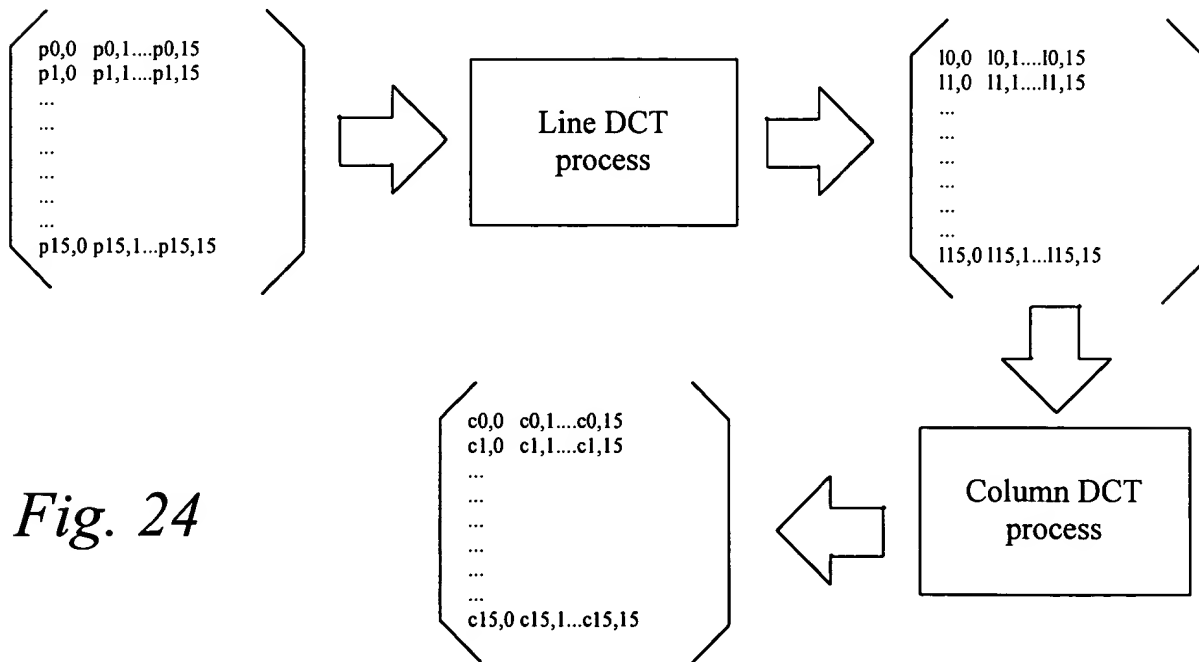 p0,0 p0,1....p0,15
p1,0 p1,1....p1,15
...
...
...
...
...
p15,0 p15,1...p15,15
Line DCT
process
l0,0 l0,1....l0,15
l1,0 l1,1....l1,15
...
...
...
...
...
...
l15,0 l15,1...l15,15
Column DCT
process
c0,0 c0,1....c0,15
c1,0 c1,1....c1,15
...
...
...
...
...
...
c15,0 c15,1...c15,15
Fig. 24